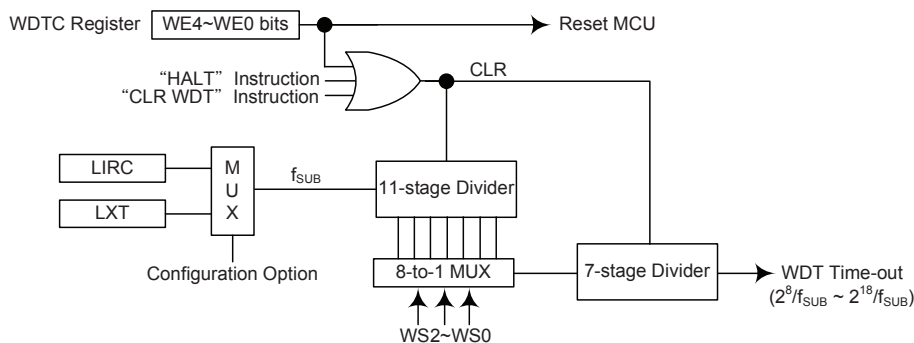 WDTC Register
WE4~WE0 bits
Reset MCU
CLR
“HALT” Instruction
“CLR WDT” Instruction
LIRC
LXT
M
U
X
fSUB
11-stage Divider
Configuration Option
8-to-1 MUX
7-stage Divider
WDT Time-out
(2^8/fSUB ~ 2^18/fSUB)
WS2~WS0